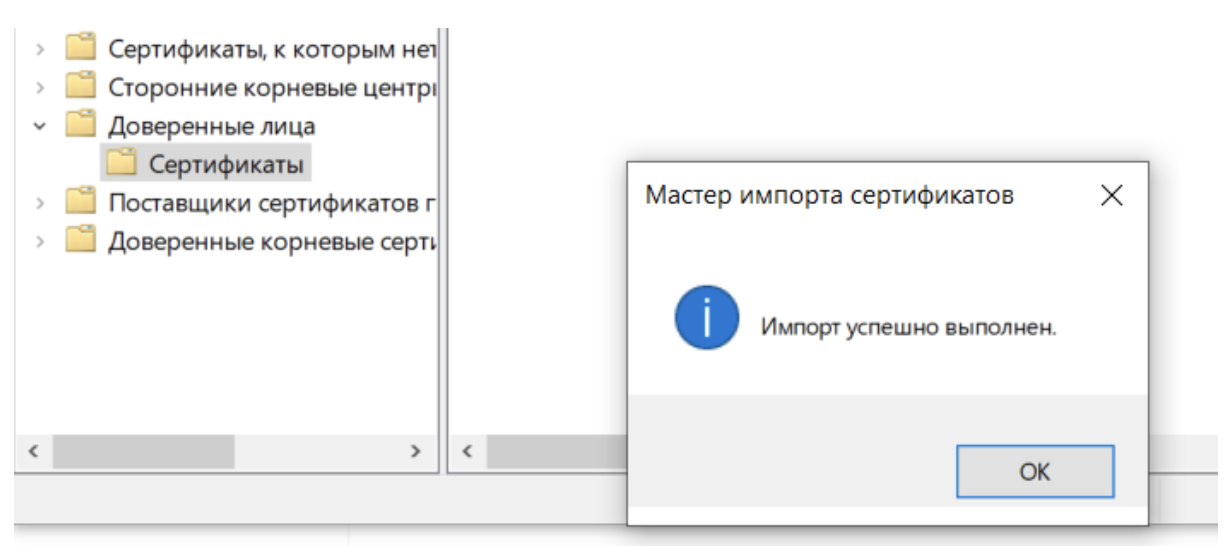 Сертификаты, к которым нет
Сторонние корневые центры
Доверенные лица
Сертификаты
Поставщики сертификатов г
Доверенные корневые серти
Мастер импорта сертификатов
Импорт успешно выполнен.
ОК